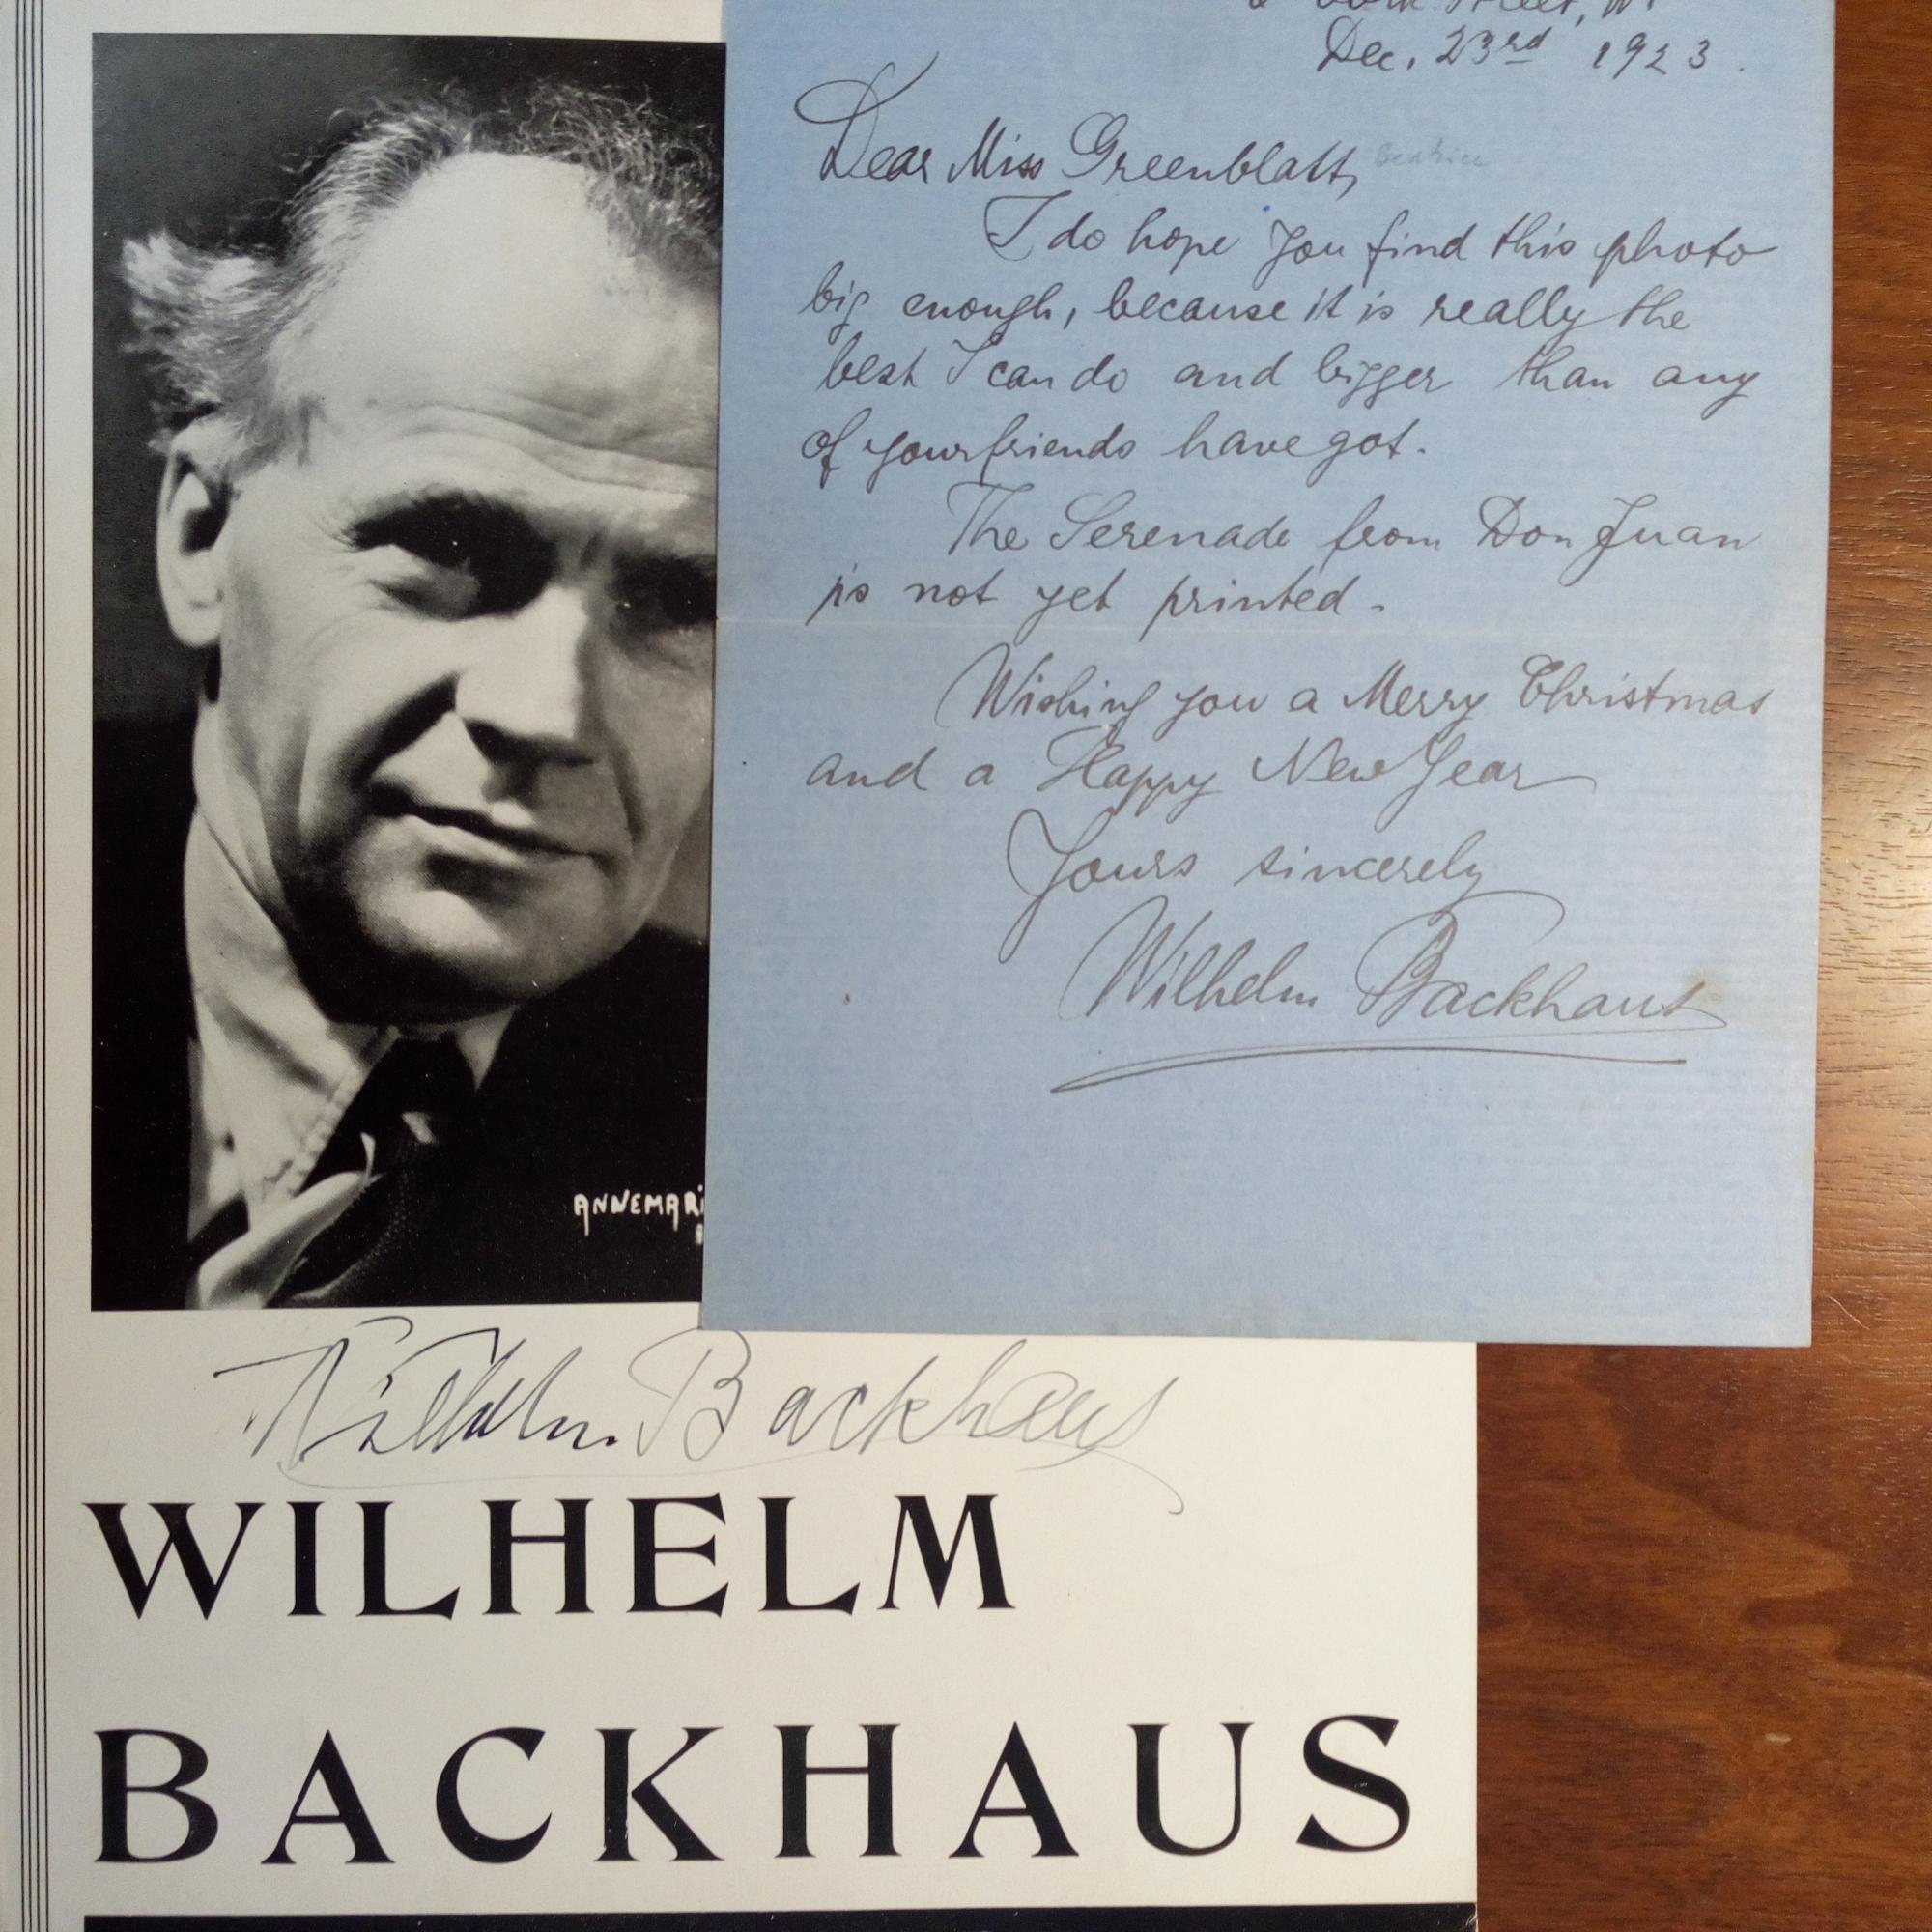 Street, W1
Dec. 23rd 1923.
Dear Miss Greenblatt, Beatrice
I do hope you find this photo
big enough, because it is really the
best I can do and bigger than any
of your friends have got.
The Serenade from Don Juan
is not yet printed.
Wishing you a Merry Christmas
and a Happy New Year
Yours sincerely
Wilhelm Backhaus
ANNEMARI
Wilhelm Backhaus
WILHELM
BACKHAUS